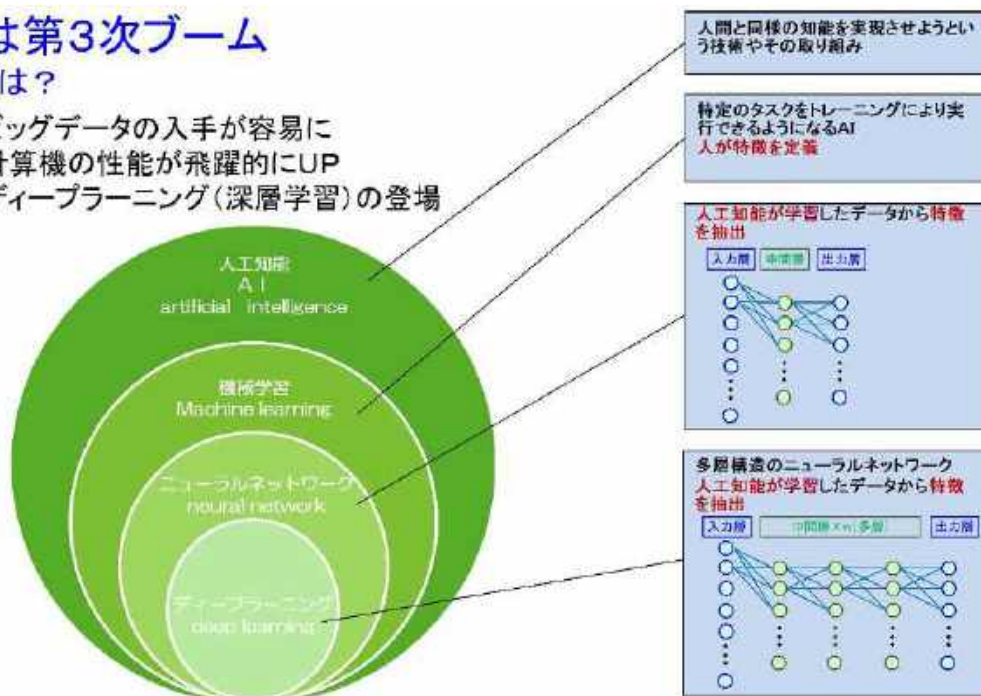 は第3次ブーム
は?
ビッグデータの入手が容易に
計算機の性能が飛躍的にUP
ディープラーニング(深層学習)の登場
人工知能
AI
artificial intelligence
機械学習
Machine learning
ニューラルネットワーク
neural network
ディープラーニング
deep learning
人間と同様の知能を実現させようとい
う技術やその取り組み
特定のタスクをトレーニングにより実
行できるようになるAI
人が特徴を定義
人工知能が学習したデータから特徴
を抽出
入力層 中間層 出力層
多層構造のニューラルネットワーク
人工知能が学習したデータから特徴
を抽出
入力層 中間層×n(多層) 出力層